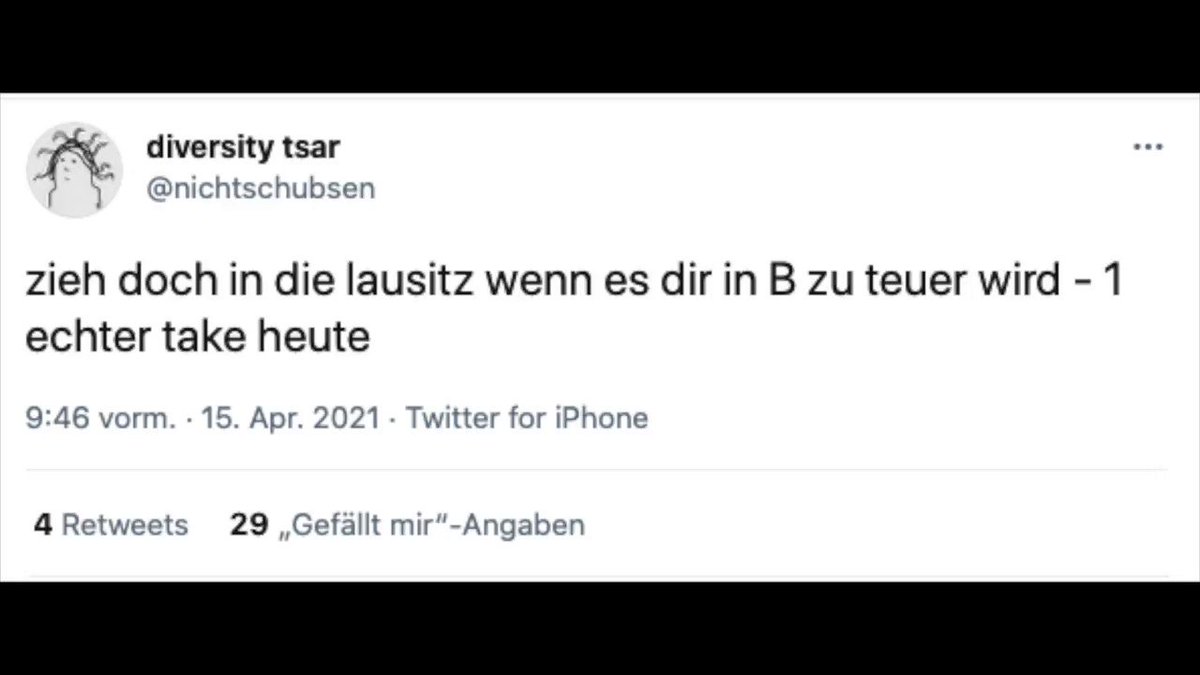 diversity tsar
@nichtschubsen
zieh doch in die lausitz wenn es dir in B zu teuer wird - 1
echter take heute
9:46 vorm. · 15. Apr. 2021 · Twitter for iPhone
4 Retweets 29 „Gefällt mir“-Angaben